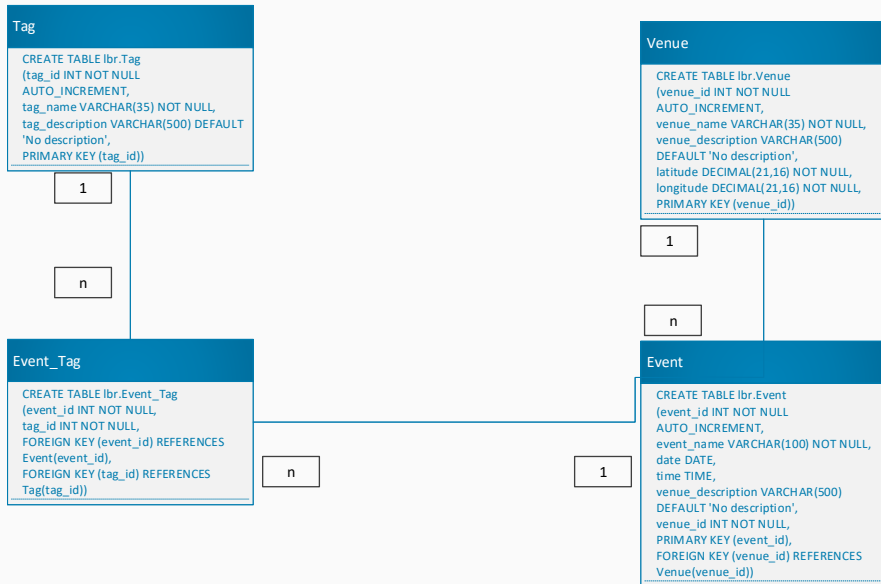 Tag
CREATE TABLE lbr.Tag
(tag_id INT NOT NULL
AUTO_INCREMENT,
tag_name VARCHAR(35) NOT NULL,
tag_description VARCHAR(500) DEFAULT
'No description',
PRIMARY KEY (tag_id))
1
n
Venue
CREATE TABLE lbr.Venue
(venue_id INT NOT NULL
AUTO_INCREMENT,
venue_name VARCHAR(35) NOT NULL,
venue_description VARCHAR(500)
DEFAULT 'No description',
latitude DECIMAL(21,16) NOT NULL,
longitude DECIMAL(21,16) NOT NULL,
PRIMARY KEY (venue_id))
1
n
Event_Tag
CREATE TABLE lbr.Event_Tag
(event_id INT NOT NULL,
tag_id INT NOT NULL,
FOREIGN KEY (event_id) REFERENCES
Event(event_id),
FOREIGN KEY (tag_id) REFERENCES
Tag(tag_id))
n
1
Event
CREATE TABLE lbr.Event
(event_id INT NOT NULL
AUTO_INCREMENT,
event_name VARCHAR(100) NOT NULL,
date DATE,
time TIME,
venue_description VARCHAR(500)
DEFAULT 'No description',
venue_id INT NOT NULL,
PRIMARY KEY (event_id),
FOREIGN KEY (venue_id) REFERENCES
Venue(venue_id))